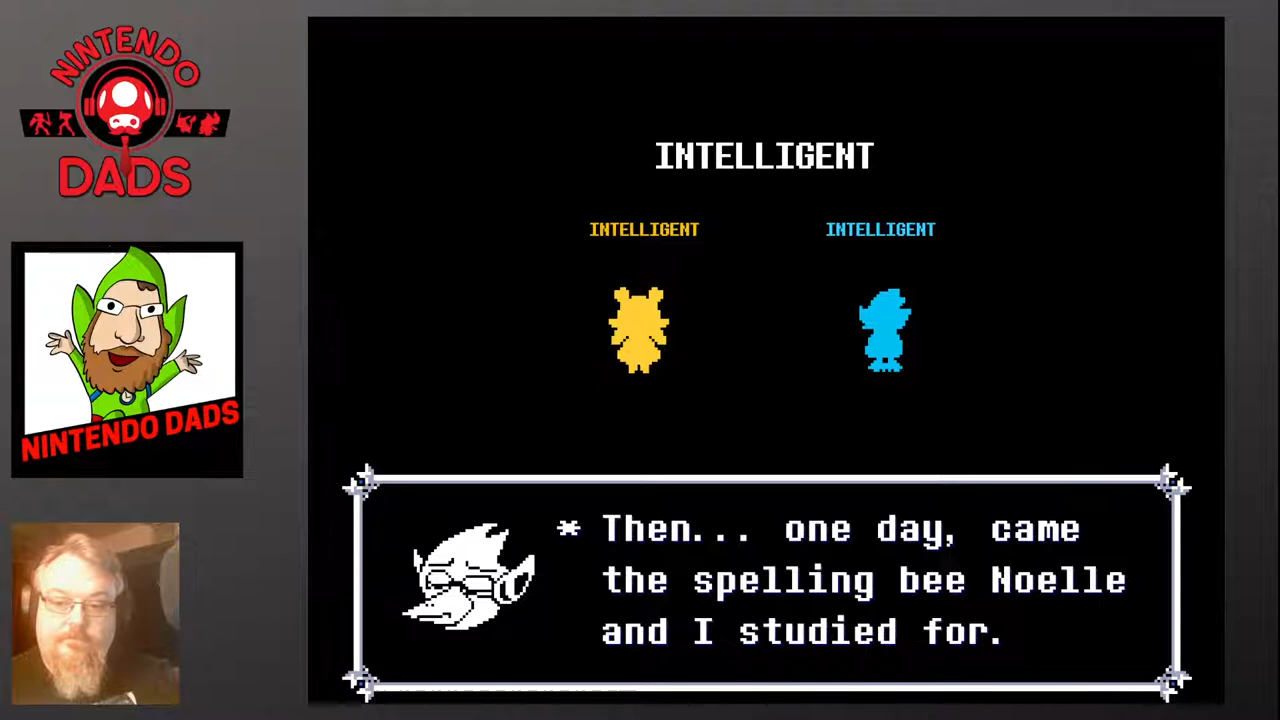 NINTENDO
DADS
NINTENDO DADS
INTELLIGENT
INTELLIGENT INTELLIGENT
* Then... one day, came
the spelling bee Noelle
and I studied for.